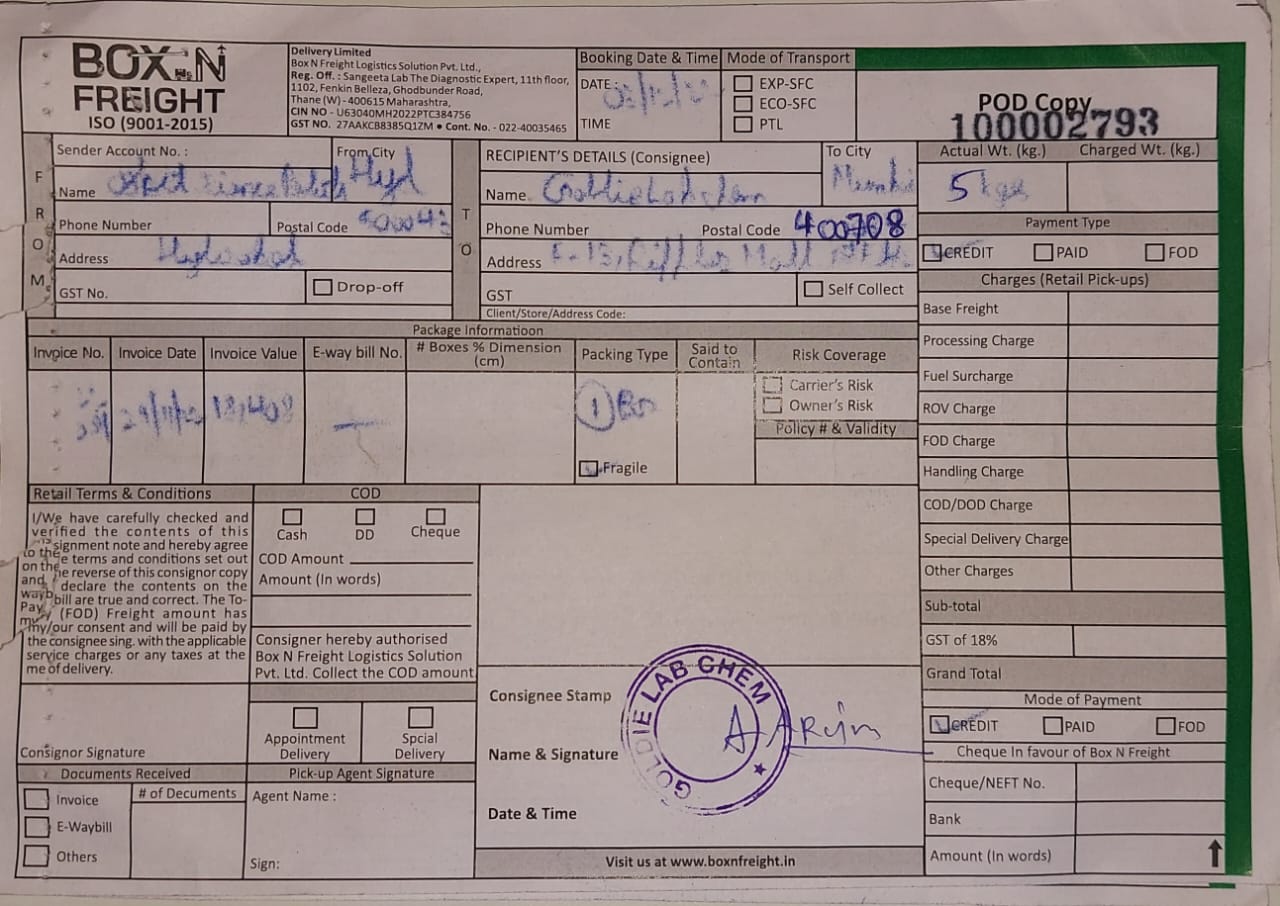 BOX N
FREIGHT
ISO (9001-2015)
Delivery Limited
Box N Freight Logistics Solution Pvt. Ltd.,
Reg. Off. : Sangeeta Lab The Diagnostic Expert, 11th floor,
1102, Fenkin Belleza, Ghodbunder Road,
Thane (W) - 400615 Maharashtra,
CIN NO - U63040MH2022PTC384756
GST NO. 27AAKCB8385Q1ZM • Cont. No. - 022-40035465
Booking Date & Time
DATE :
TIME
Mode of Transport
EXP-SFC
ECO-SFC
PTL
POD Copy
100002793
FROM
Sender Account No. :
From City
Hyd
Name
Phone Number
Postal Code 500043
Address Hyderabad
GST No.
Drop-off
TO
RECIPIENT'S DETAILS (Consignee)
To City
Mumbai
Name Goldie Labchem
Phone Number
Postal Code 400708
Address F-13, Mall
GST
Self Collect
Client/Store/Address Code:
Actual Wt. (kg.)
Charged Wt. (kg.)
5 kgs
Payment Type
CREDIT
PAID
FOD
Charges (Retail Pick-ups)
Base Freight
Processing Charge
Fuel Surcharge
ROV Charge
FOD Charge
Handling Charge
COD/DOD Charge
Special Delivery Charge
Other Charges
Sub-total
GST of 18%
Grand Total
Mode of Payment
CREDIT
PAID
FOD
Cheque In favour of Box N Freight
Cheque/NEFT No.
Bank
Amount (In words)
Package Informatioon
Invoice No.
Invoice Date
Invoice Value
E-way bill No.
# Boxes % Dimension
(cm)
Packing Type
Said to
Contain
Risk Coverage
Carrier's Risk
Owner's Risk
Policy # & Validity
1 Box
Fragile
Retail Terms & Conditions
I/We have carefully checked and
verified the contents of this
signment note and hereby agree
to the e terms and conditions set out
on the he reverse of this consignor copy
and declare the contents on the
wayb bill are true and correct. The To-
Pay (FOD) Freight amount has
my /our consent and will be paid by
the consignee sing. with the applicable
service charges or any taxes at the
me of delivery.
Consignor Signature
COD
Cash
DD
Cheque
COD Amount
Amount (In words)
Consigner hereby authorised
Box N Freight Logistics Solution
Pvt. Ltd. Collect the COD amount
Appointment
Delivery
Spcial
Delivery
Documents Received
Invoice
E-Waybill
Others
# of Documents
Pick-up Agent Signature
Agent Name :
Sign:
Consignee Stamp
Name & Signature
Date & Time
GOLDIE LAB CHEM
Visit us at www.boxnfreight.in